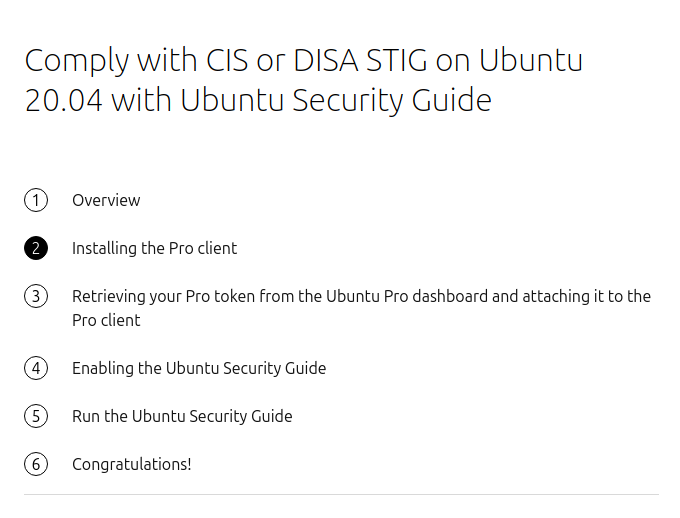 Comply with CIS or DISA STIG on Ubuntu
20.04 with Ubuntu Security Guide
1 Overview
2 Installing the Pro client
3 Retrieving your Pro token from the Ubuntu Pro dashboard and attaching it to the
Pro client
4 Enabling the Ubuntu Security Guide
5 Run the Ubuntu Security Guide
6 Congratulations!